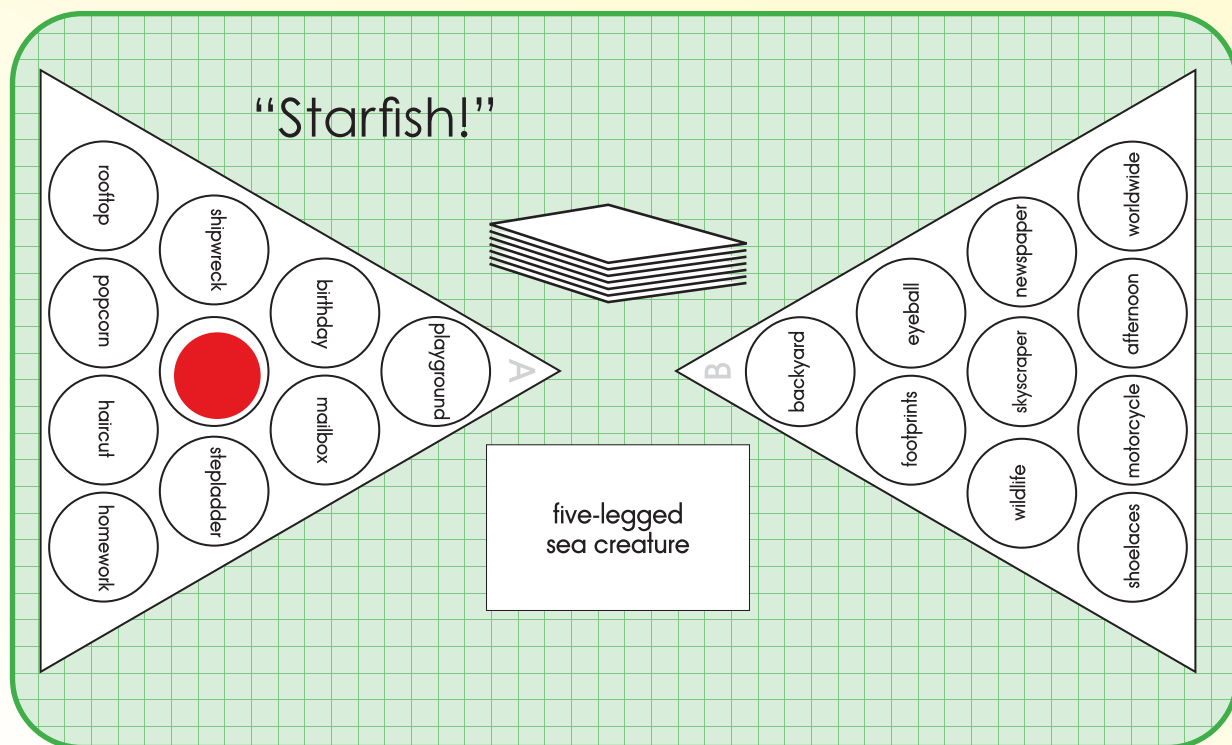 “Starfish!”
rooftop
popcorn
haircut
homework
shipwreck
stepladder
birthday
mailbox
playground
A
five-legged
sea creature
B
backyard
eyeball
footprints
newspaper
skyscraper
wildlife
worldwide
afternoon
motorcycle
shoelaces